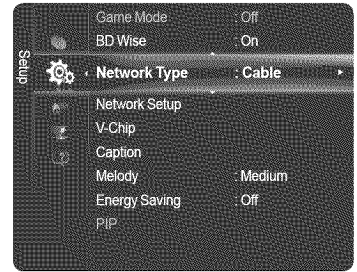 Setup
Game Mode : Off
BD Wise : On
Network Type : Cable
Network Setup
V-Chip
Caption
Melody : Medium
Energy Saving : Off
PIP